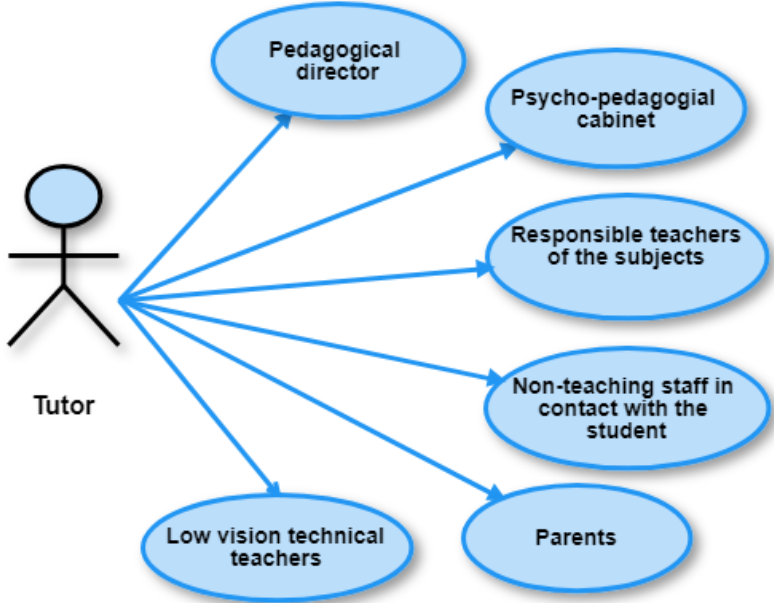 Pedagogical
director
Psycho-pedagogial
cabinet
Responsible teachers
of the subjects
Non-teaching staff in
contact with the
student
Parents
Low vision technical
teachers
Tutor